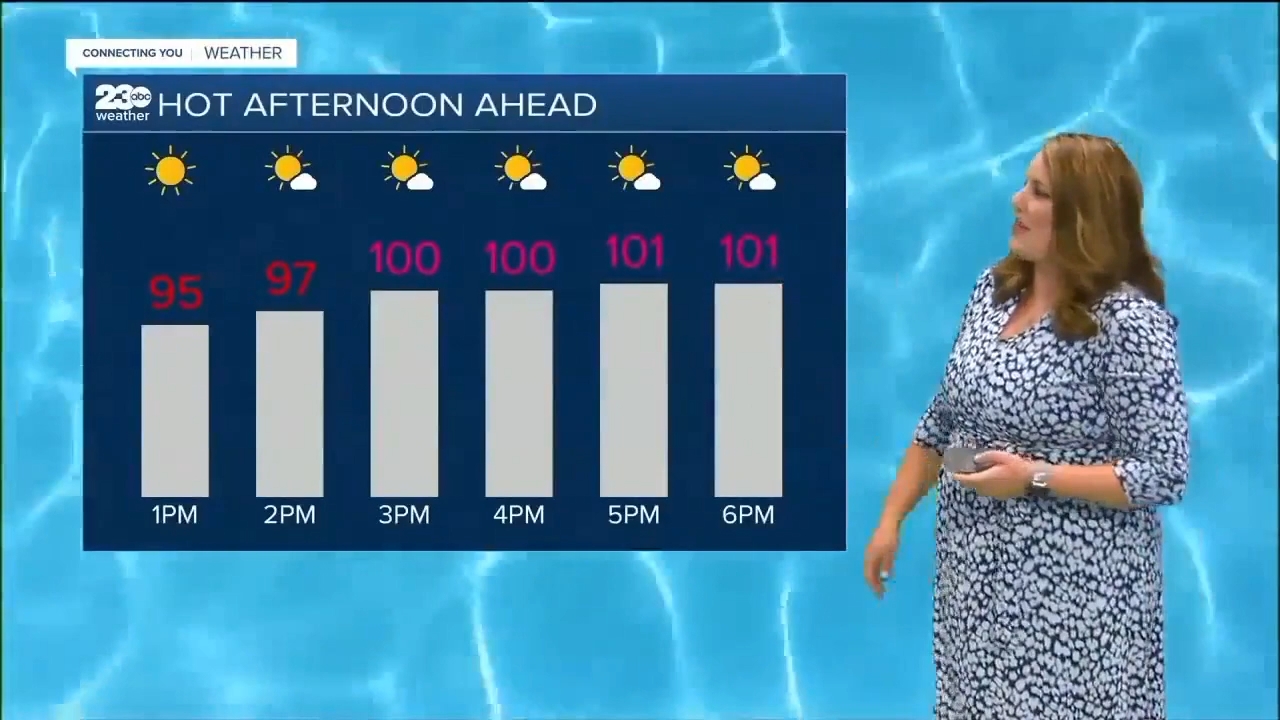 CONNECTING YOU | WEATHER
23 abc
weather
HOT AFTERNOON AHEAD
95 97 100 100 101 101
1PM 2PM 3PM 4PM 5PM 6PM